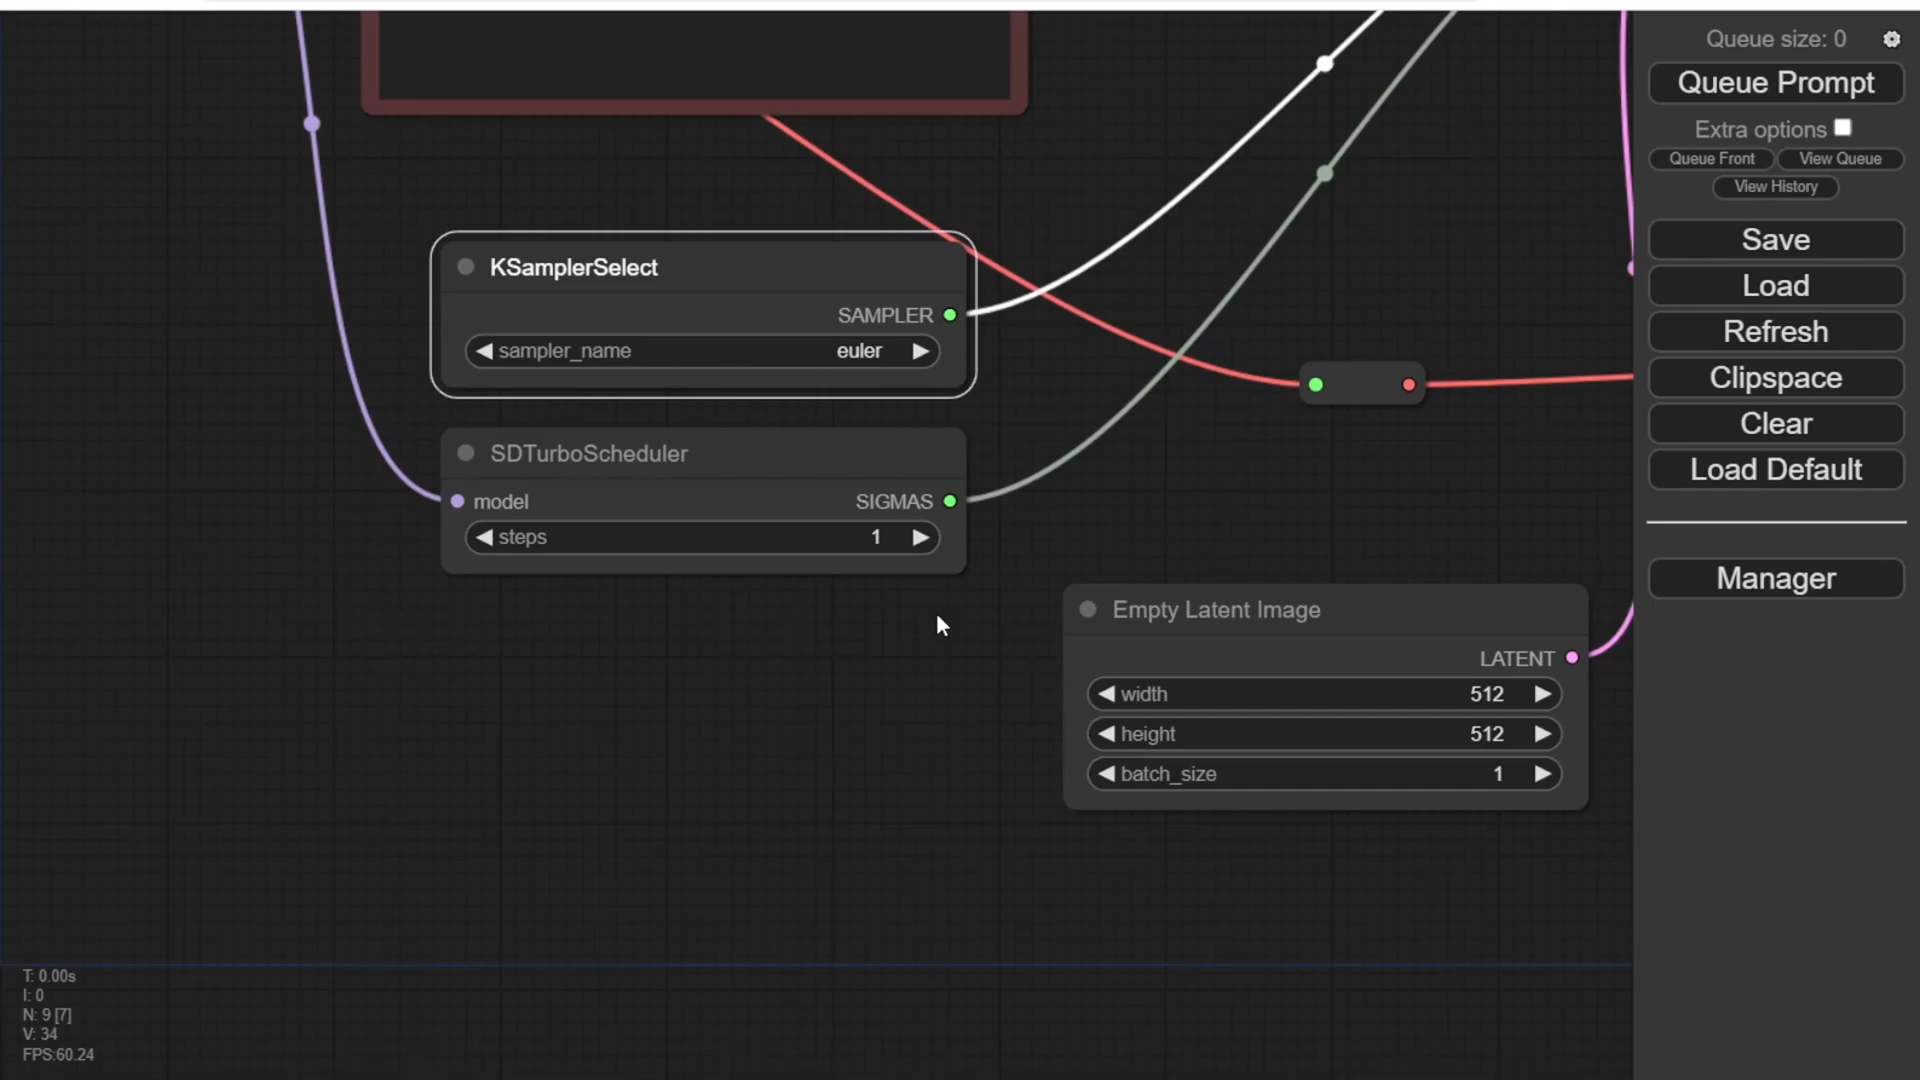 KSamplerSelect
SAMPLER
sampler_name euler
SDTurboScheduler
model SIGMAS
steps 1
Empty Latent Image
LATENT
width 512
height 512
batch_size 1
Queue size: 0
Queue Prompt
Extra options
Queue Front View Queue
View History
Save
Load
Refresh
Clipspace
Clear
Load Default
Manager
T: 0.00s
I: 0
N: 9 [7]
V: 34
FPS:60.24